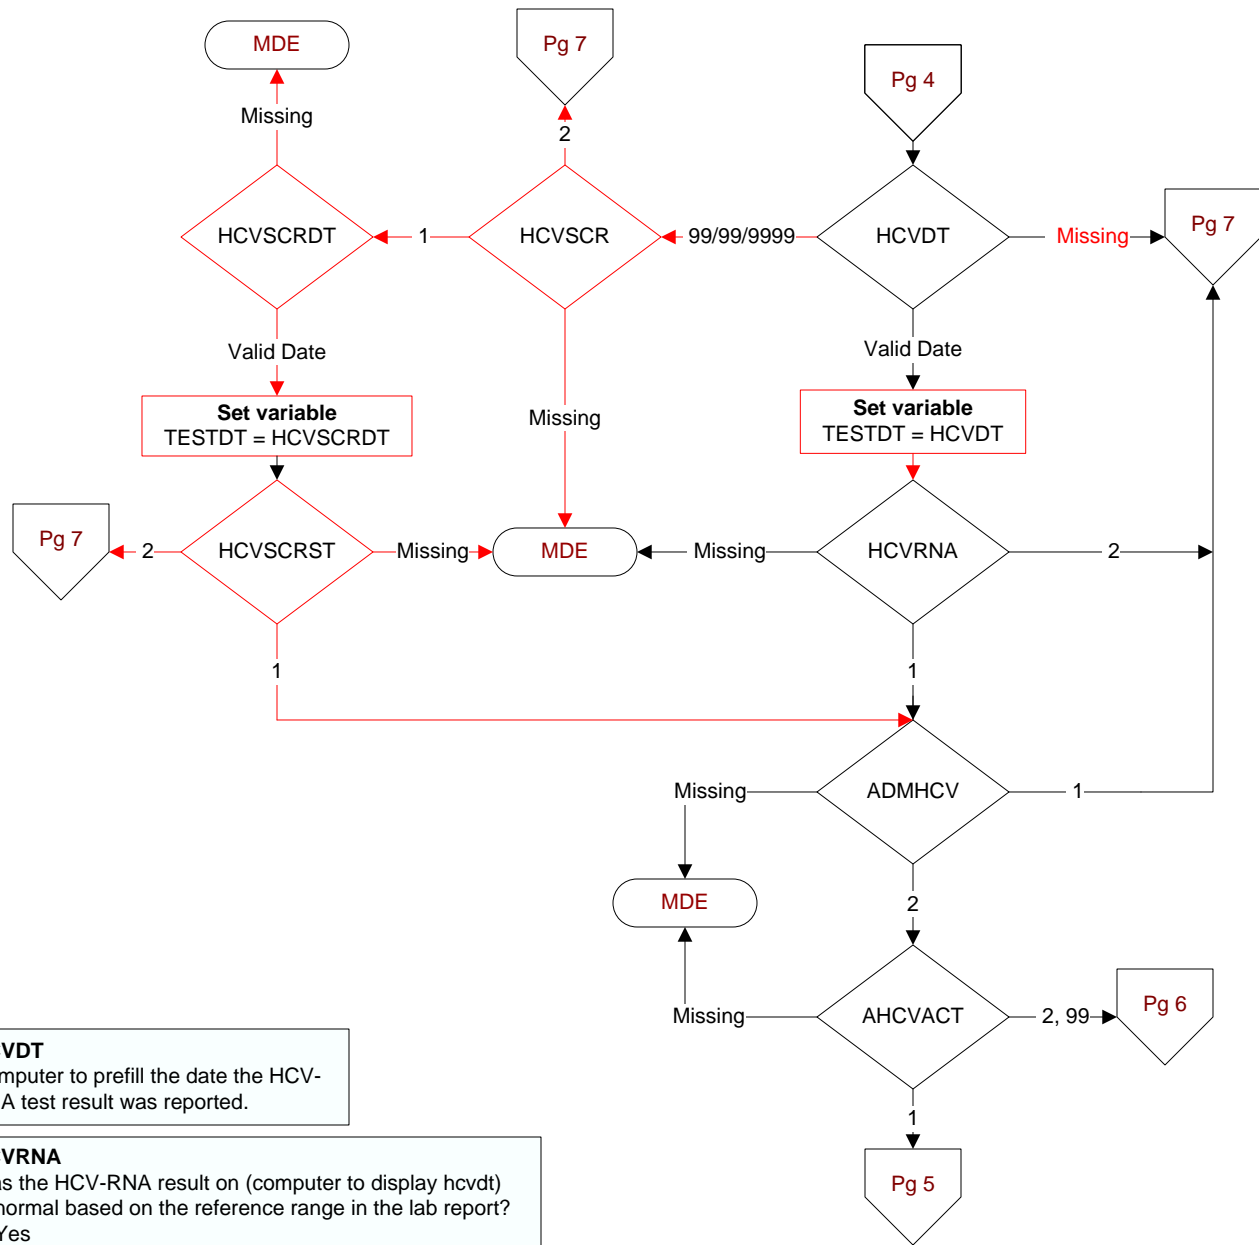 MDE
Pg 7
Pg 4
Missing
2
HCVSCRDT
1
HCVSCR
99/99/9999
HCVDT
Missing
Pg 7
Valid Date
Valid Date
Set variable
TESTDT = HCVSCRDT
Missing
Set variable
TESTDT = HCVDT
Pg 7
2
HCVSCRST
Missing
MDE
Missing
HCVRNA
2
1
1
Missing
ADMHCV
1
MDE
2
Missing
AHCVACT
2, 99
Pg 6
1
Pg 5
VDT
mputer to prefill the date the HCV-
A test result was reported.
VRNA
as the HCV-RNA result on (computer to display hcvdt)
normal based on the reference range in the lab report?
Yes